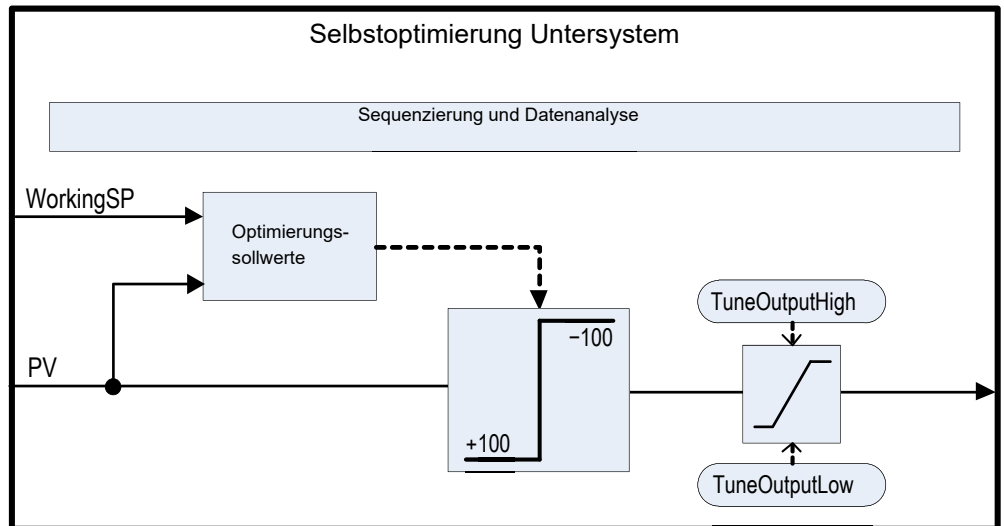 Selbstoptimierung Untersystem
Sequenzierung und Datenanalyse
WorkingSP
Optimierungs-
sollwerte
TuneOutputHigh
−100
PV
+100
TuneOutputLow